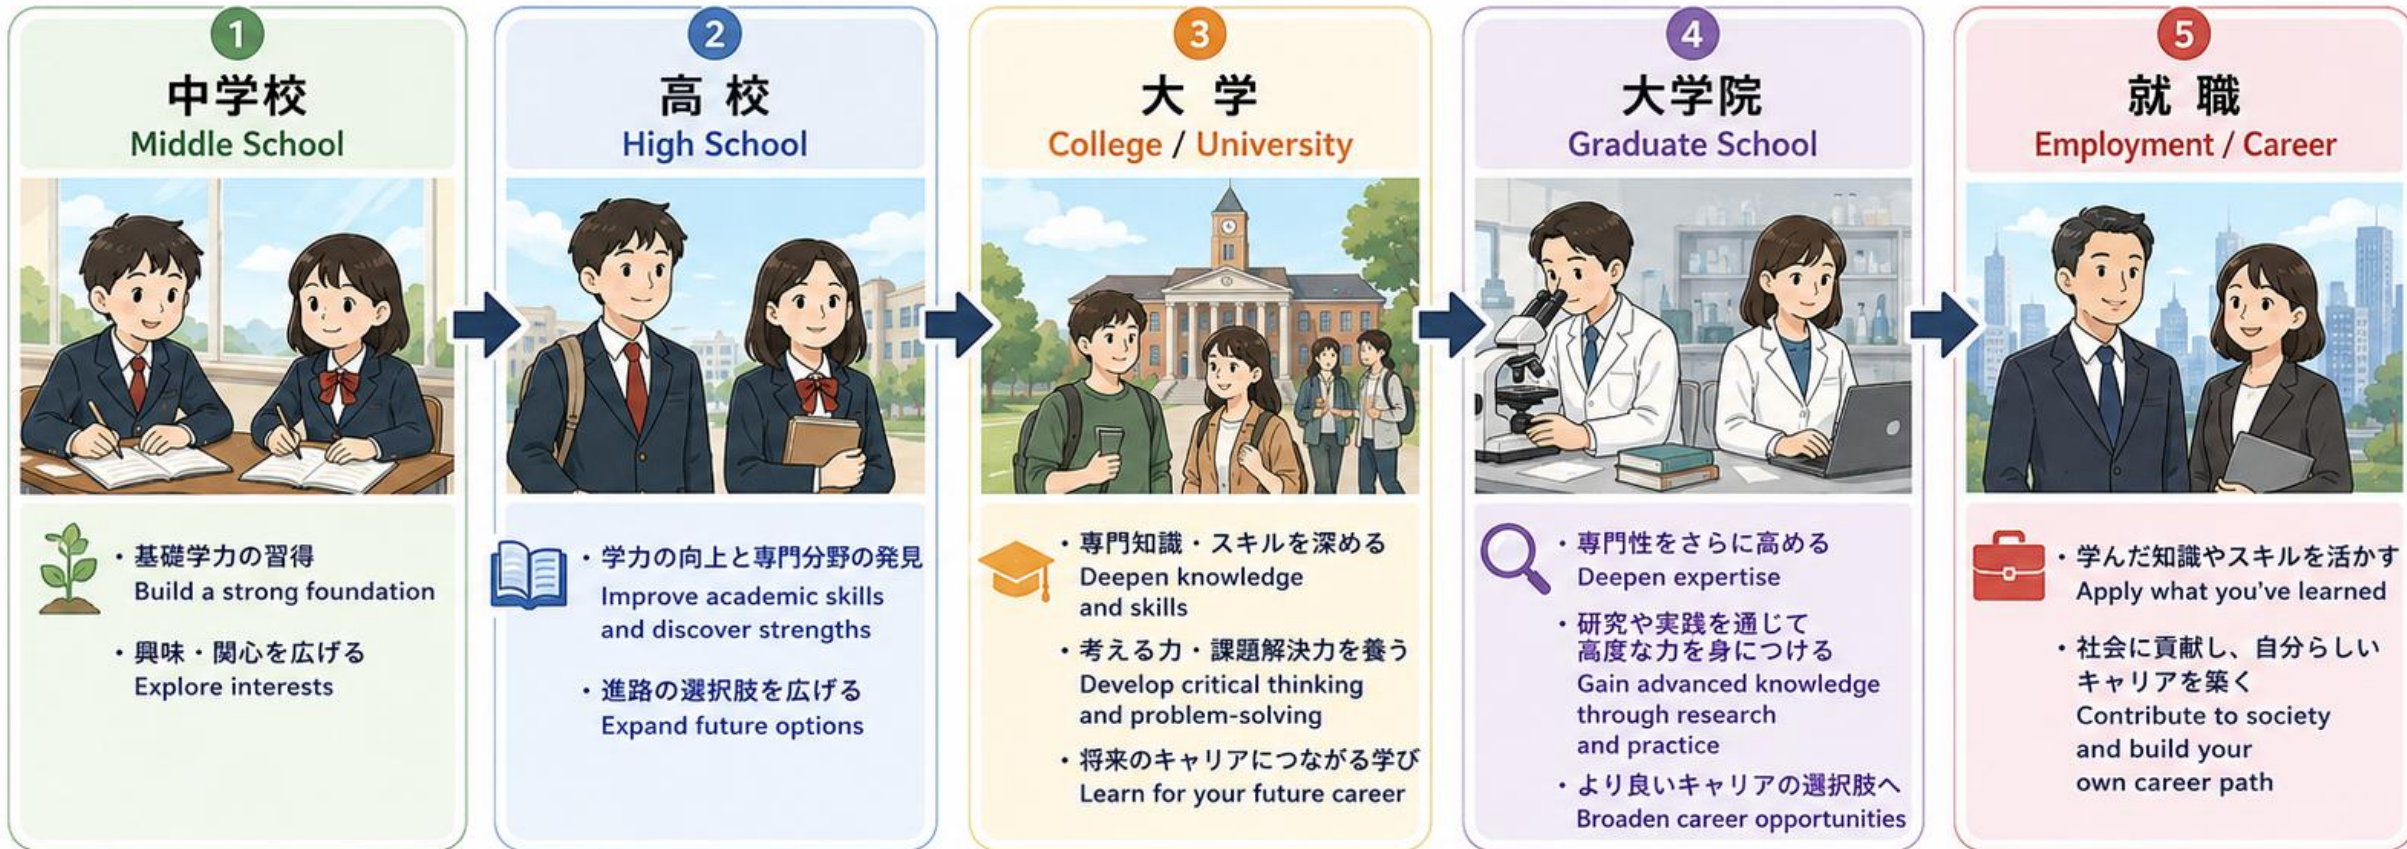 1
中学校
Middle School
・基礎学力の習得
Build a strong foundation
・興味・関心を広げる
Explore interests
2
高校
High School
・学力の向上と専門分野の発見
Improve academic skills
and discover strengths
・進路の選択肢を広げる
Expand future options
3
大学
College / University
・専門知識・スキルを深める
Deepen knowledge
and skills
・考える力・課題解決力を養う
Develop critical thinking
and problem-solving
・将来のキャリアにつながる学び
Learn for your future career
4
大学院
Graduate School
・専門性をさらに高める
Deepen expertise
・研究や実践を通じて
高度な力を身につける
Gain advanced knowledge
through research
and practice
・より良いキャリアの選択肢へ
Broaden career opportunities
5
就職
Employment / Career
・学んだ知識やスキルを活かす
Apply what you've learned
・社会に貢献し、自分らしい
キャリアを築く
Contribute to society
and build your
own career path